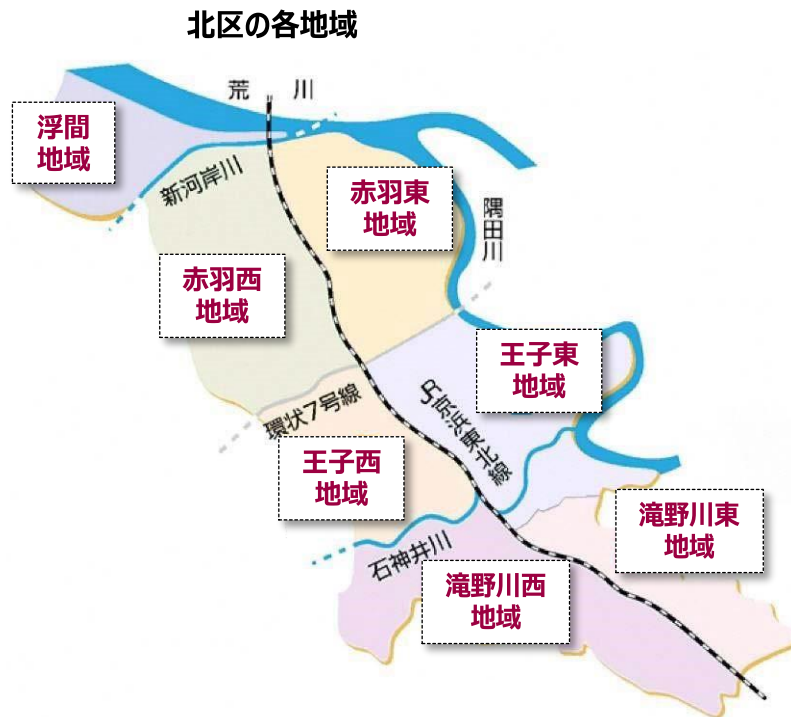 北区の各地域
荒川
浮間
地域
新河岸川
赤羽東
地域
隅田川
赤羽西
地域
王子東
地域
環状7号線
JR京浜東北線
王子西
地域
滝野川東
地域
石神井川
滝野川西
地域